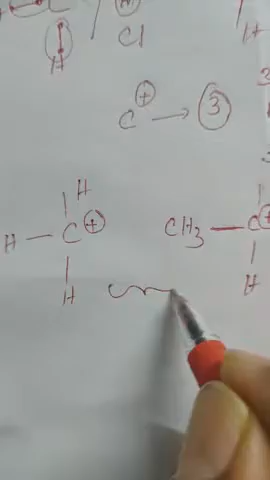 H Cl H
C⊕ → ③
H
H — C⊕ CH3 — C⊕
H H